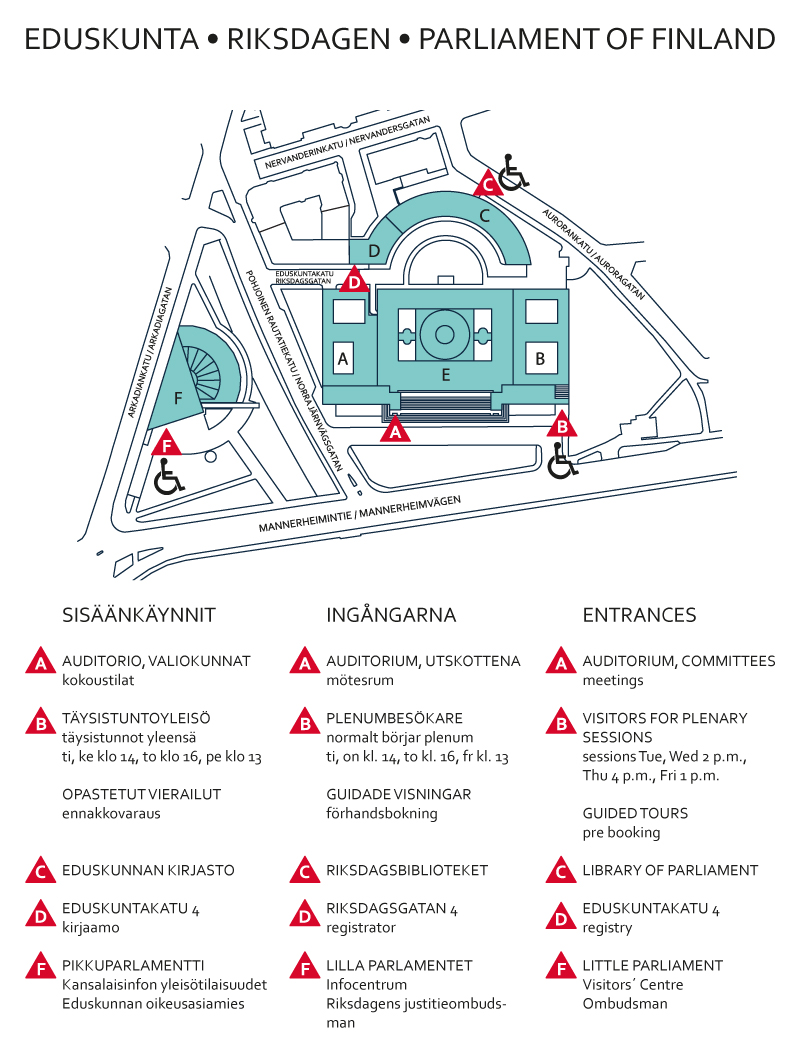 EDUSKUNTA • RIKSDAGEN • PARLIAMENT OF FINLAND
NERVANDERINKATU / NERVANDERSGATAN
C
C
AURORANKATU / AURORAGATAN
D
EDUSKUNTAKATU
RIKSDAGSGATAN
D
POHJOINEN RAUTATIEKATU / NORRA JÄRNVÄGSGATAN
ARKADIANKATU / ARKADIAGATAN
A
B
E
F
A
B
F
MANNERHEIMINTIE / MANNERHEIMVÄGEN
SISÄÄNKÄYNNIT
A AUDITORIO, VALIOKUNNAT
kokoustilat
B TÄYSISTUNTOYLEISÖ
täysistunnot yleensä
ti, ke klo 14, to klo 16, pe klo 13
OPASTETUT VIERAILUT
ennakkovaraus
C EDUSKUNNAN KIRJASTO
D EDUSKUNTAKATU 4
kirjaamo
F PIKKUPARLAMENTTI
Kansalaisinfon yleisötilaisuudet
Eduskunnan oikeusasiamies
INGÅNGARNA
A AUDITORIUM, UTSKOTTENA
mötesrum
B PLENUMBESÖKARE
normalt börjar plenum
ti, on kl. 14, to kl. 16, fr kl. 13
GUIDADE VISNINGAR
förhandsbokning
C RIKSDAGSBIBLIOTEKET
D RIKSDAGSGATAN 4
registrator
F LILLA PARLAMENTET
Infocentrum
Riksdagens justitieombuds-
man
ENTRANCES
A AUDITORIUM, COMMITTEES
meetings
B VISITORS FOR PLENARY
SESSIONS
sessions Tue, Wed 2 p.m.,
Thu 4 p.m., Fri 1 p.m.
GUIDED TOURS
pre booking
C LIBRARY OF PARLIAMENT
D EDUSKUNTAKATU 4
registry
F LITTLE PARLIAMENT
Visitors´ Centre
Ombudsman